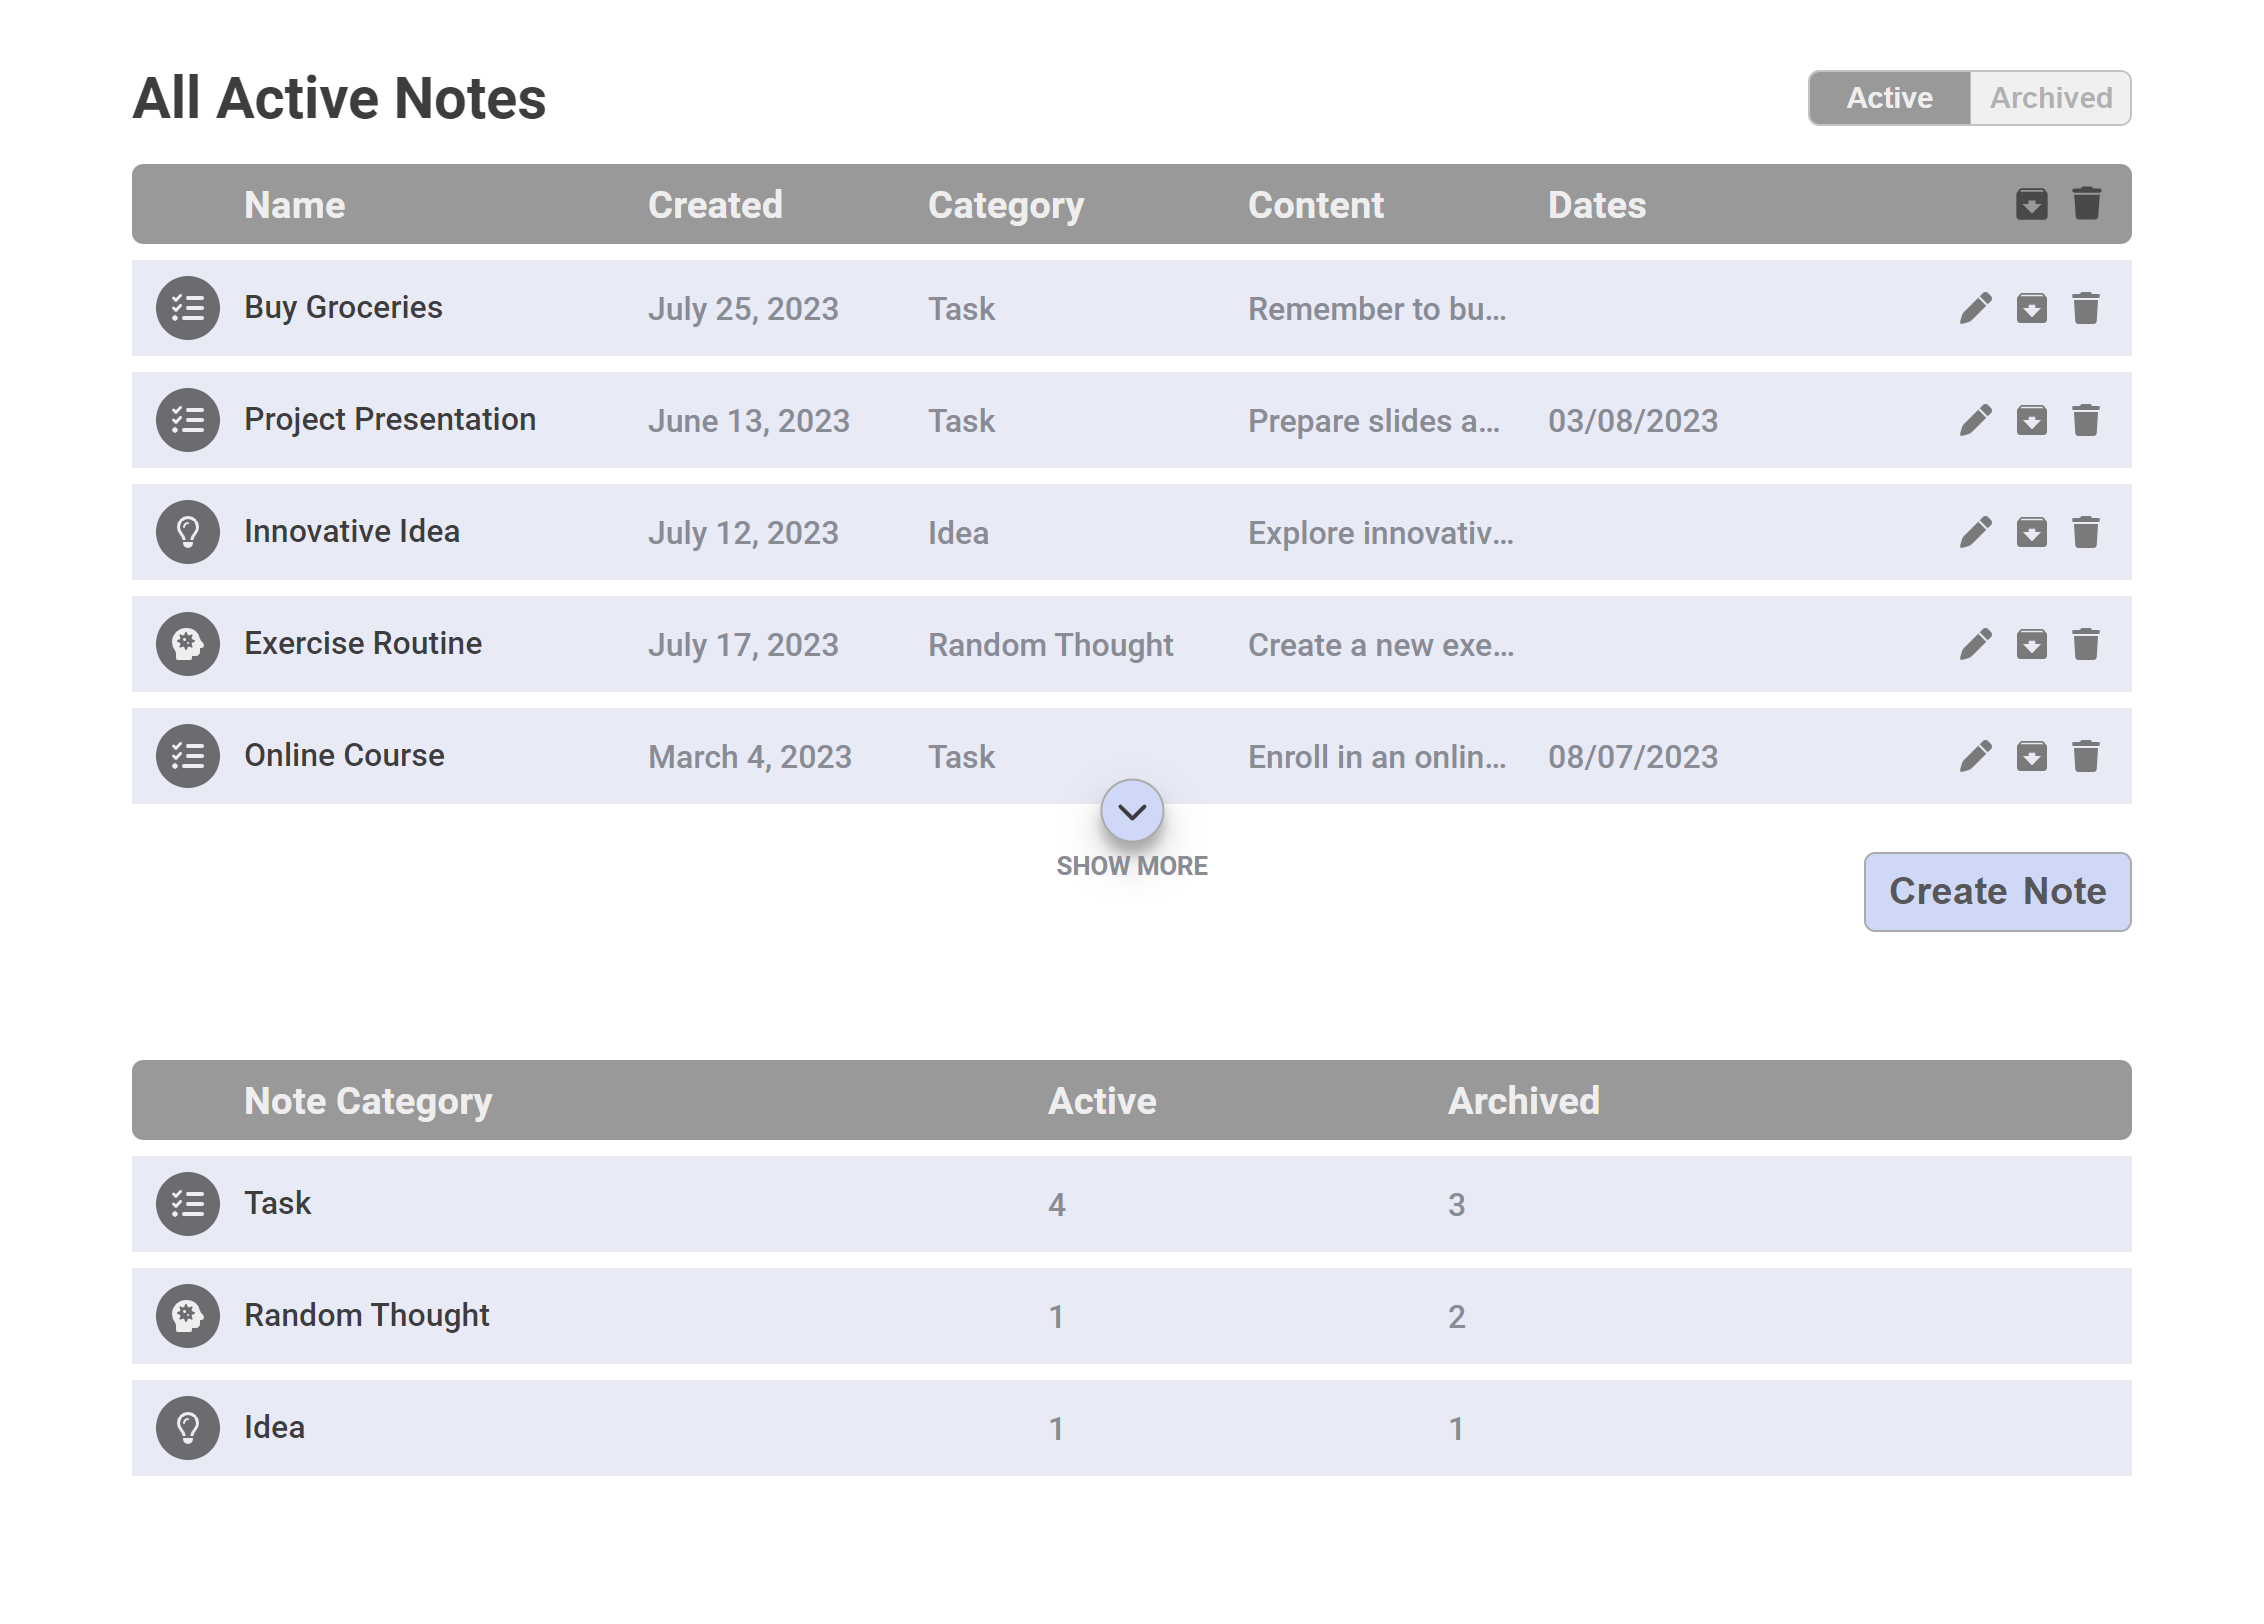 All Active Notes
Active Archived
Name Created Category Content Dates
Buy Groceries July 25, 2023 Task Remember to bu...
Project Presentation June 13, 2023 Task Prepare slides a... 03/08/2023
Innovative Idea July 12, 2023 Idea Explore innovativ...
Exercise Routine July 17, 2023 Random Thought Create a new exe...
Online Course March 4, 2023 Task Enroll in an onlin... 08/07/2023
SHOW MORE
Create Note
Note Category Active Archived
Task 4 3
Random Thought 1 2
Idea 1 1